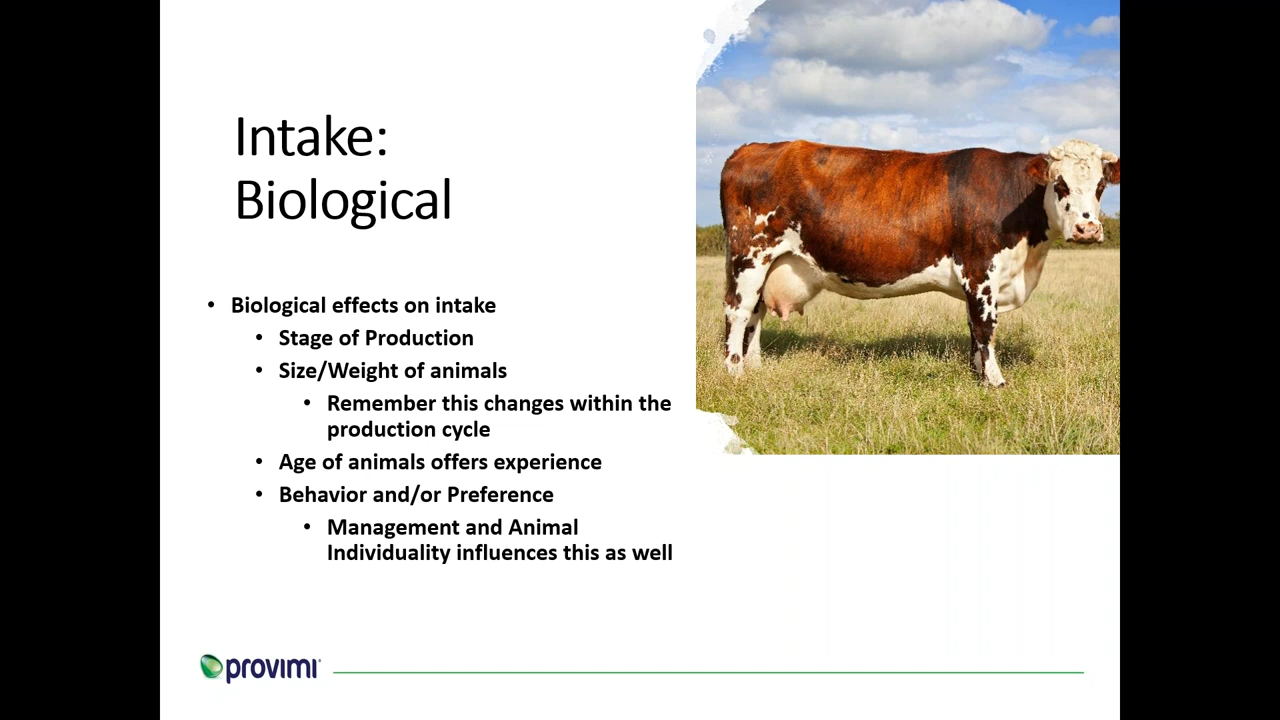 Intake:
Biological
• Biological effects on intake
• Stage of Production
• Size/Weight of animals
• Remember this changes within the
production cycle
• Age of animals offers experience
• Behavior and/or Preference
• Management and Animal
Individuality influences this as well
provimi